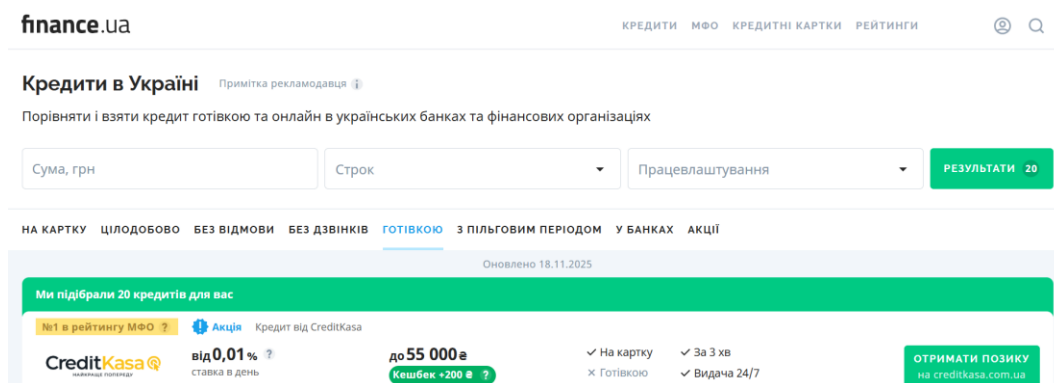 finance.ua
КРЕДИТИ МФО КРЕДИТНІ КАРТКИ РЕЙТИНГИ
Кредити в Україні Примітка рекламодавця i
Порівняти і взяти кредит готівкою та онлайн в українських банках та фінансових організаціях
Сума, грн Строк Працевлаштування РЕЗУЛЬТАТИ 20
НА КАРТКУ ЦІЛОДОБОВО БЕЗ ВІДМОВИ БЕЗ ДЗВІНКІВ ГОТІВКОЮ З ПІЛЬГОВИМ ПЕРІОДОМ У БАНКАХ АКЦІЇ
Оновлено 18.11.2025
Ми підібрали 20 кредитів для вас
№1 в рейтингу МФО ? Акція Кредит від CreditKasa
CreditKasa від 0,01% ? до 55 000 ₴ ✓ На картку ✓ За 3 хв ОТРИМАТИ ПОЗИКУ
НАЙКРАЩЕ ПОПЕРЕДУ ставка в день Кешбек +200 ₴ ? × Готівкою ✓ Видача 24/7 на creditkasa.com.ua